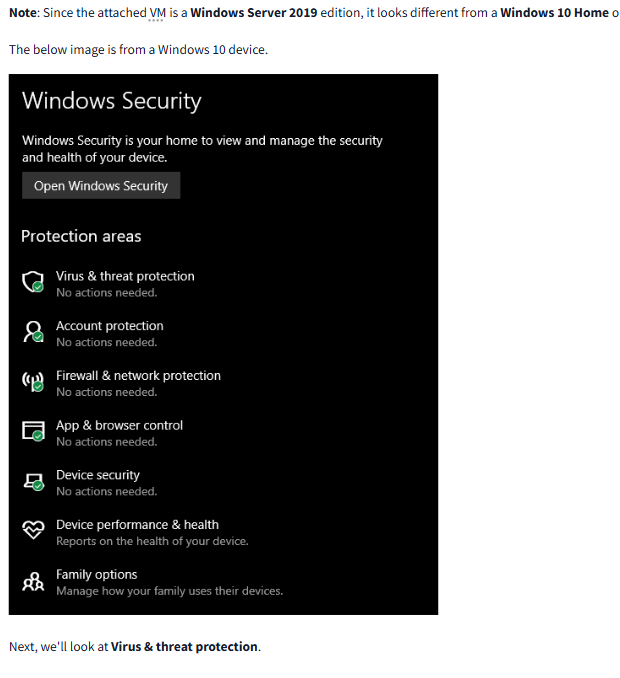 Note: Since the attached VM is a Windows Server 2019 edition, it looks different from a Windows 10 Home o
The below image is from a Windows 10 device.
Windows Security
Windows Security is your home to view and manage the security
and health of your device.
Open Windows Security
Protection areas
Virus & threat protection
No actions needed.
Account protection
No actions needed.
Firewall & network protection
No actions needed.
App & browser control
No actions needed.
Device security
No actions needed.
Device performance & health
Reports on the health of your device.
Family options
Manage how your family uses their devices.
Next, we'll look at Virus & threat protection.